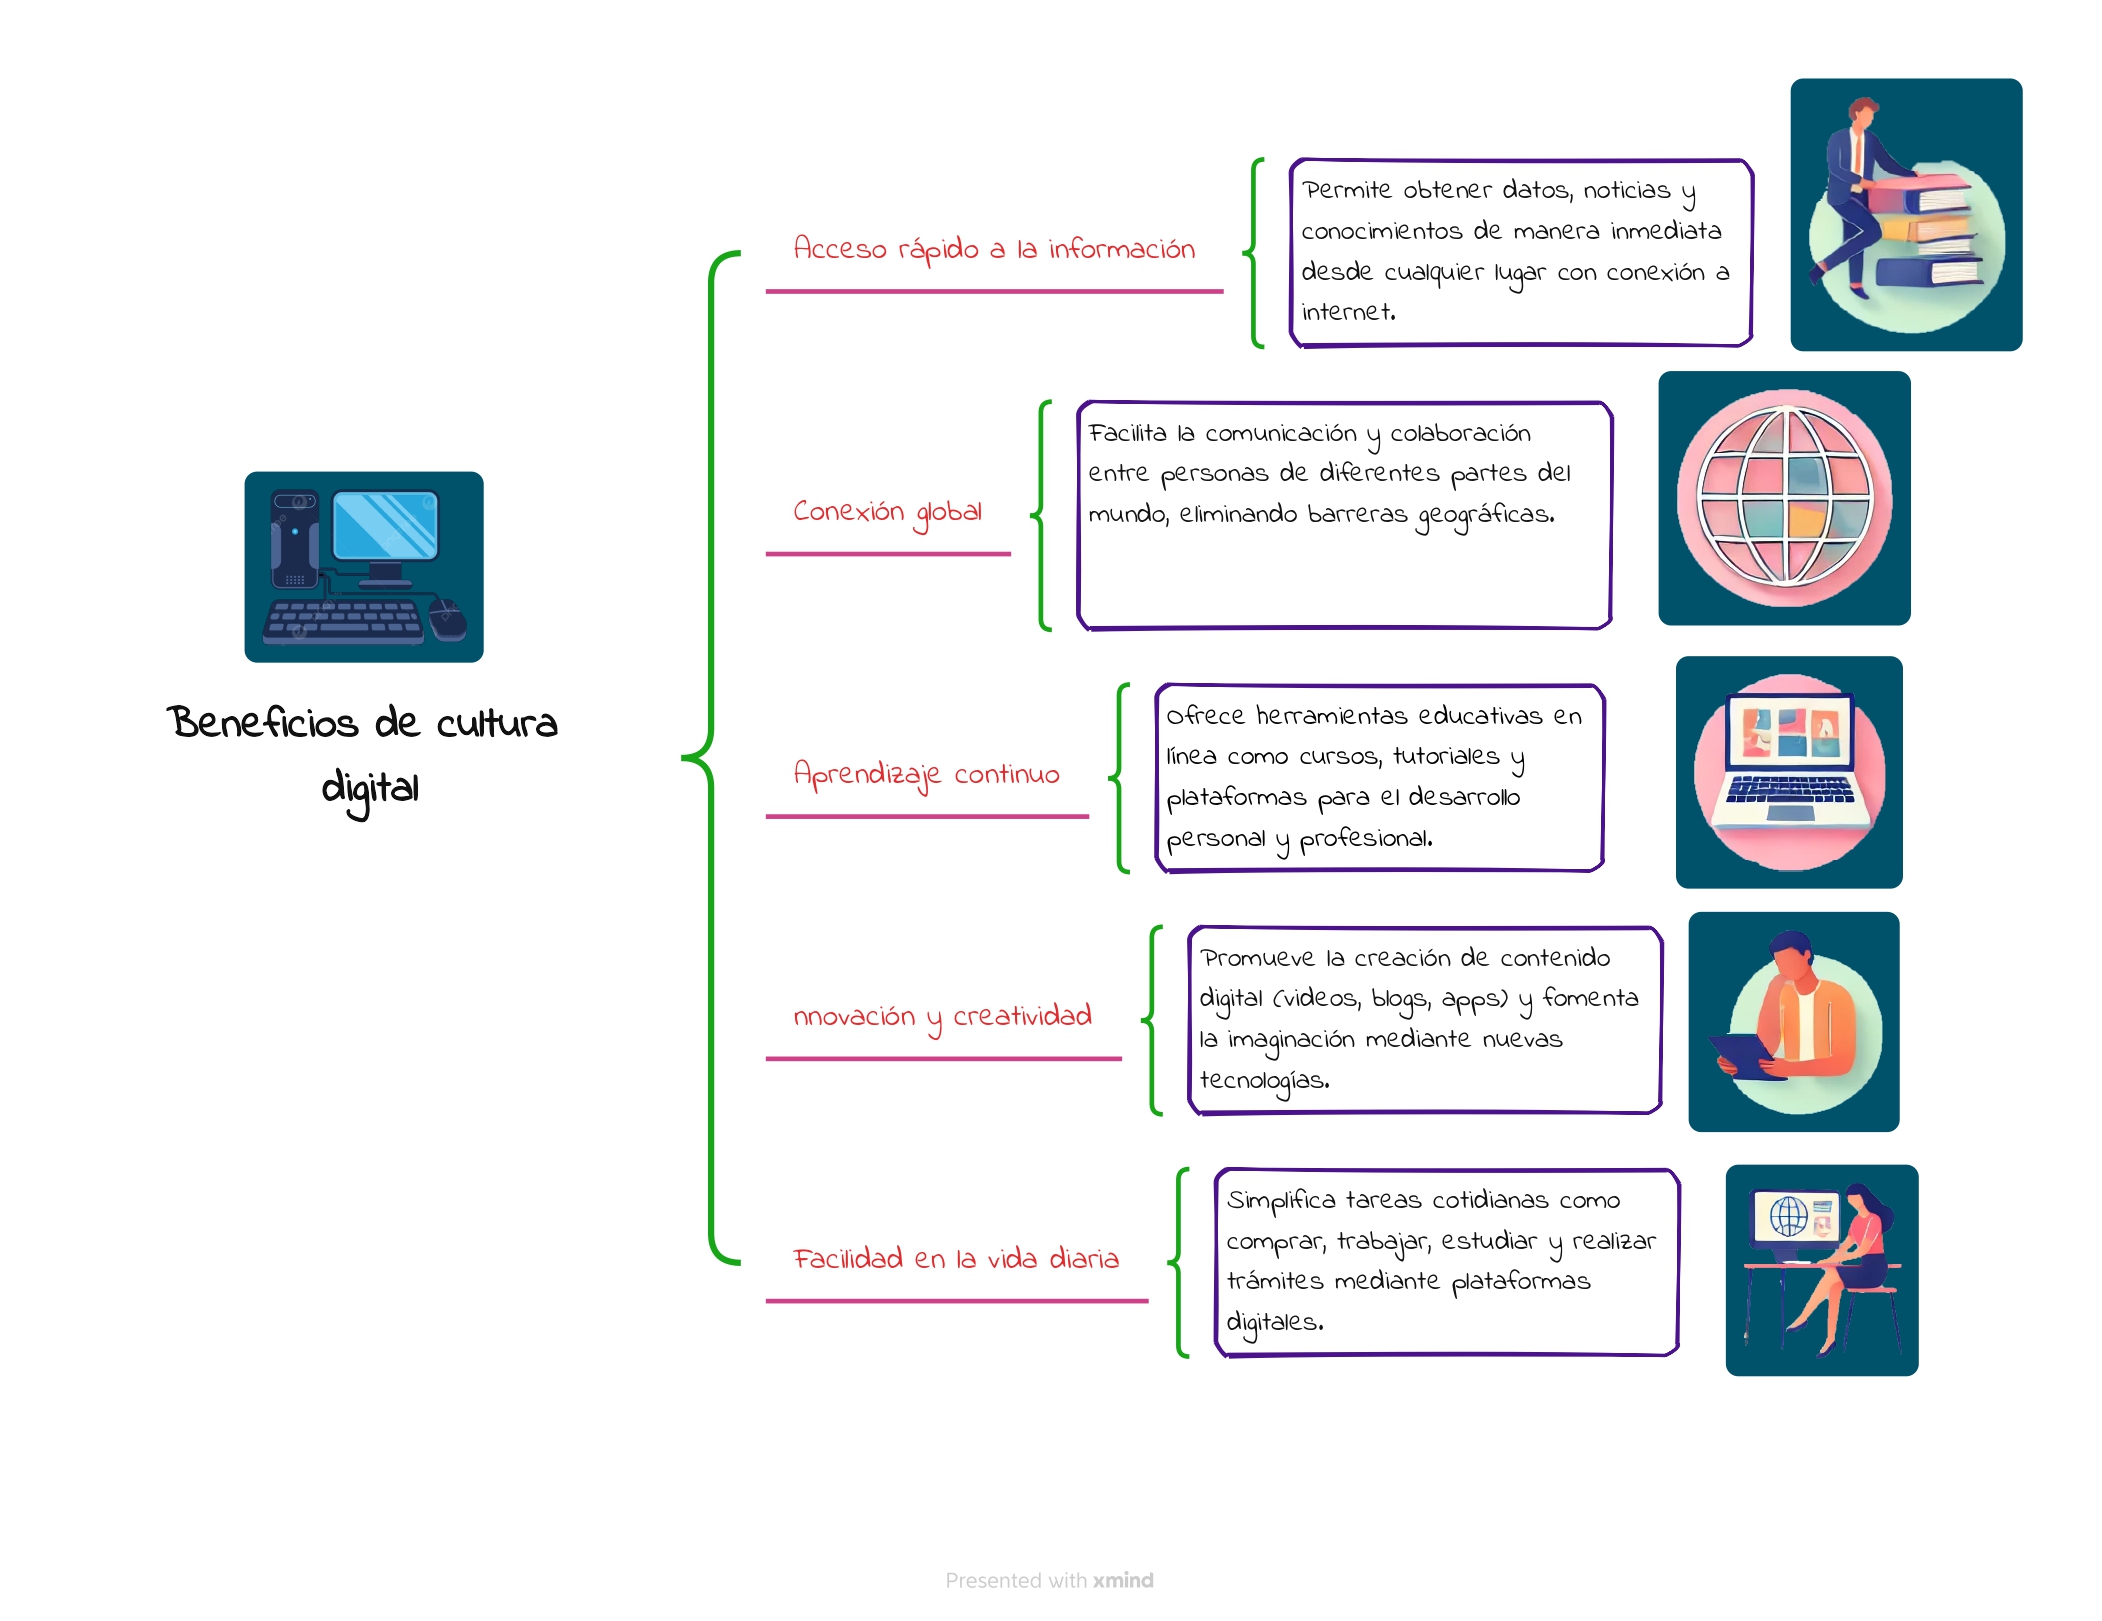 Beneficios de cultura
digital
Acceso rápido a la información
Permite obtener datos, noticias y
conocimientos de manera inmediata
desde cualquier lugar con conexión a
internet.
Conexión global
Facilita la comunicación y colaboración
entre personas de diferentes partes del
mundo, eliminando barreras geográficas.
Aprendizaje continuo
Ofrece herramientas educativas en
línea como cursos, tutoriales y
plataformas para el desarrollo
personal y profesional.
nnovación y creatividad
Promueve la creación de contenido
digital (videos, blogs, apps) y fomenta
la imaginación mediante nuevas
tecnologías.
Facilidad en la vida diaria
Simplifica tareas cotidianas como
comprar, trabajar, estudiar y realizar
trámites mediante plataformas
digitales.
Presented with xmind